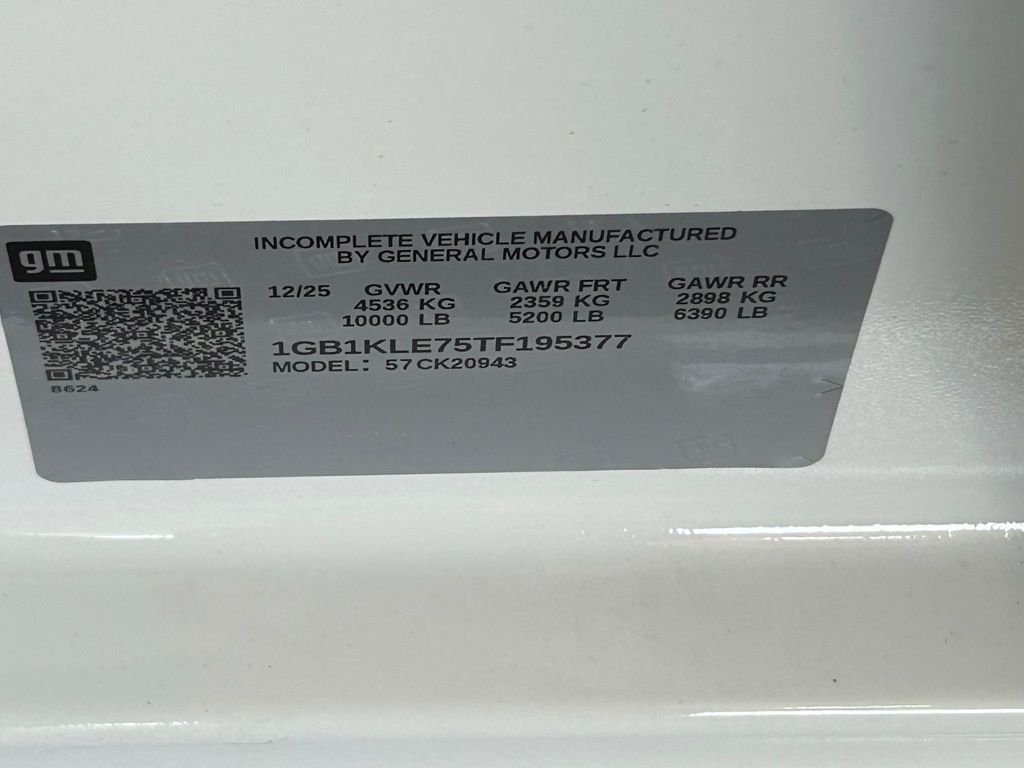 gm
INCOMPLETE VEHICLE MANUFACTURED
BY GENERAL MOTORS LLC
12/25 GVWR GAWR FRT GAWR RR
4536 KG 2359 KG 2898 KG
10000 LB 5200 LB 6390 LB
1GB1KLE75TF195377
MODEL: 57CK20943
8624